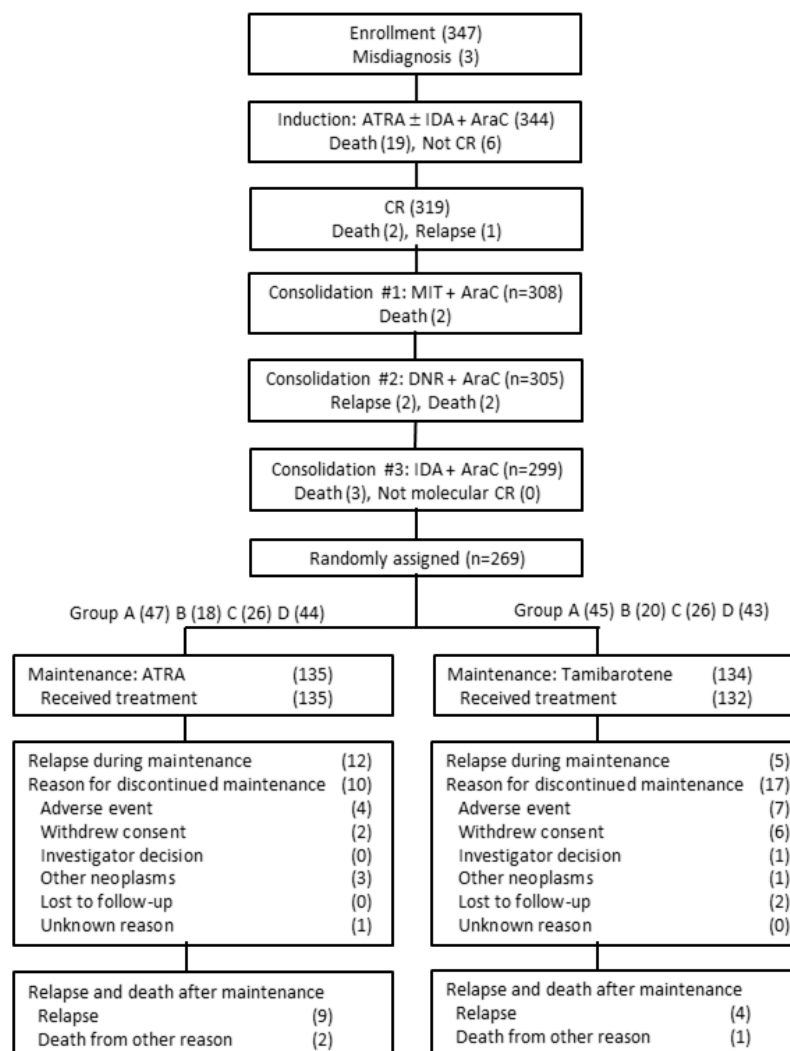 Enrollment (347)
Misdiagnosis (3)
Induction: ATRA ± IDA + AraC (344)
Death (19), Not CR (6)
CR (319)
Death (2), Relapse (1)
Consolidation #1: MIT + AraC (n=308)
Death (2)
Consolidation #2: DNR + AraC (n=305)
Relapse (2), Death (2)
Consolidation #3: IDA + AraC (n=299)
Death (3), Not molecular CR (0)
Randomly assigned (n=269)
Group A (47) B (18) C (26) D (44)
Maintenance: ATRA (135)
Received treatment (135)
Relapse during maintenance (12)
Reason for discontinued maintenance (10)
Adverse event (4)
Withdrew consent (2)
Investigator decision (0)
Other neoplasms (3)
Lost to follow-up (0)
Unknown reason (1)
Relapse and death after maintenance
Relapse (9)
Death from other reason (2)
Group A (45) B (20) C (26) D (43)
Maintenance: Tamibarotene (134)
Received treatment (132)
Relapse during maintenance (5)
Reason for discontinued maintenance (17)
Adverse event (7)
Withdrew consent (6)
Investigator decision (1)
Other neoplasms (1)
Lost to follow-up (2)
Unknown reason (0)
Relapse and death after maintenance
Relapse (4)
Death from other reason (1)